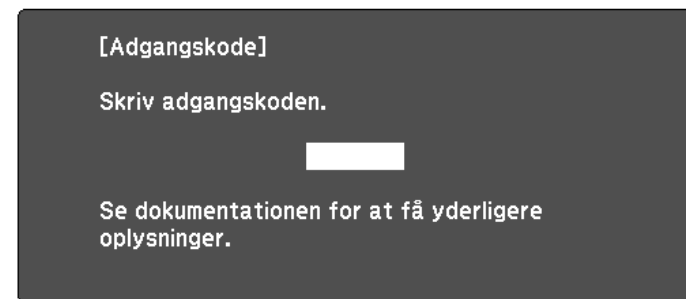 [Adgangskode]
Skriv adgangskoden.
Se dokumentationen for at få yderligere
oplysninger.